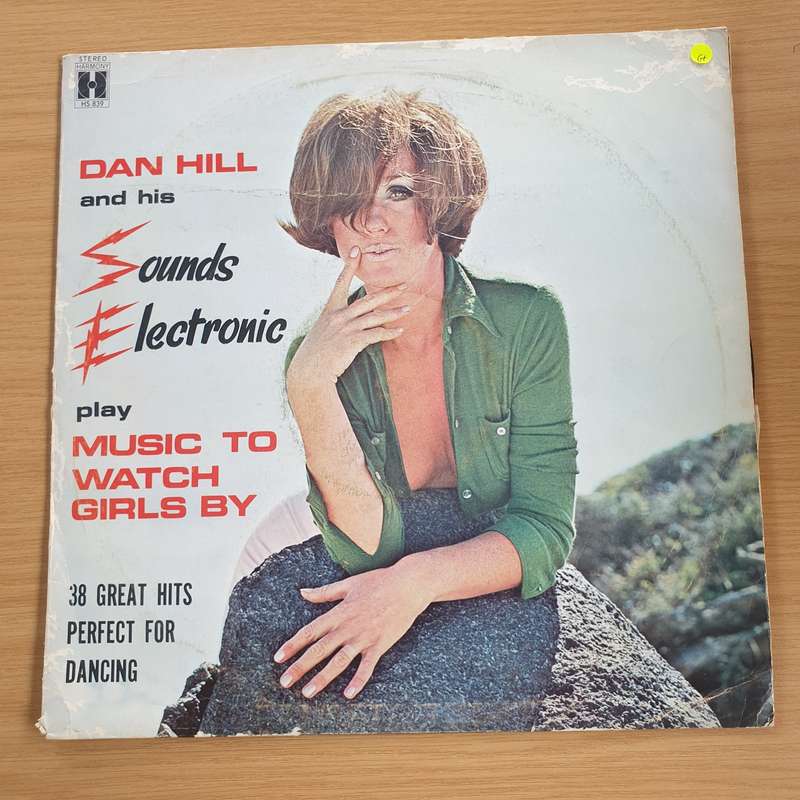 STEREO
HARMONY
HS 839
G+
DAN HILL
and his
Sounds
Electronic
play
MUSIC TO
WATCH
GIRLS BY
38 GREAT HITS
PERFECT FOR
DANCING